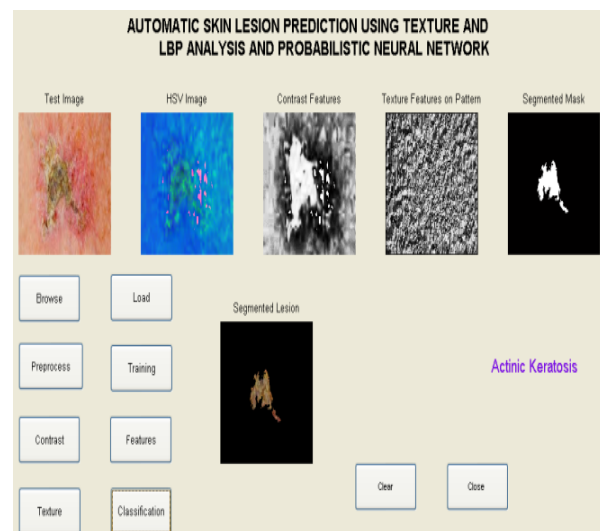 AUTOMATIC SKIN LESION PREDICTION USING TEXTURE AND
LBP ANALYSIS AND PROBABILISTIC NEURAL NETWORK
Test Image
HSV Image
Contrast Features
Texture Features on Pattern
Segmented Mask
Browse
Load
Segmented Lesion
Preprocess
Training
Actinic Keratosis
Contrast
Features
Clear
Close
Texture
Classification